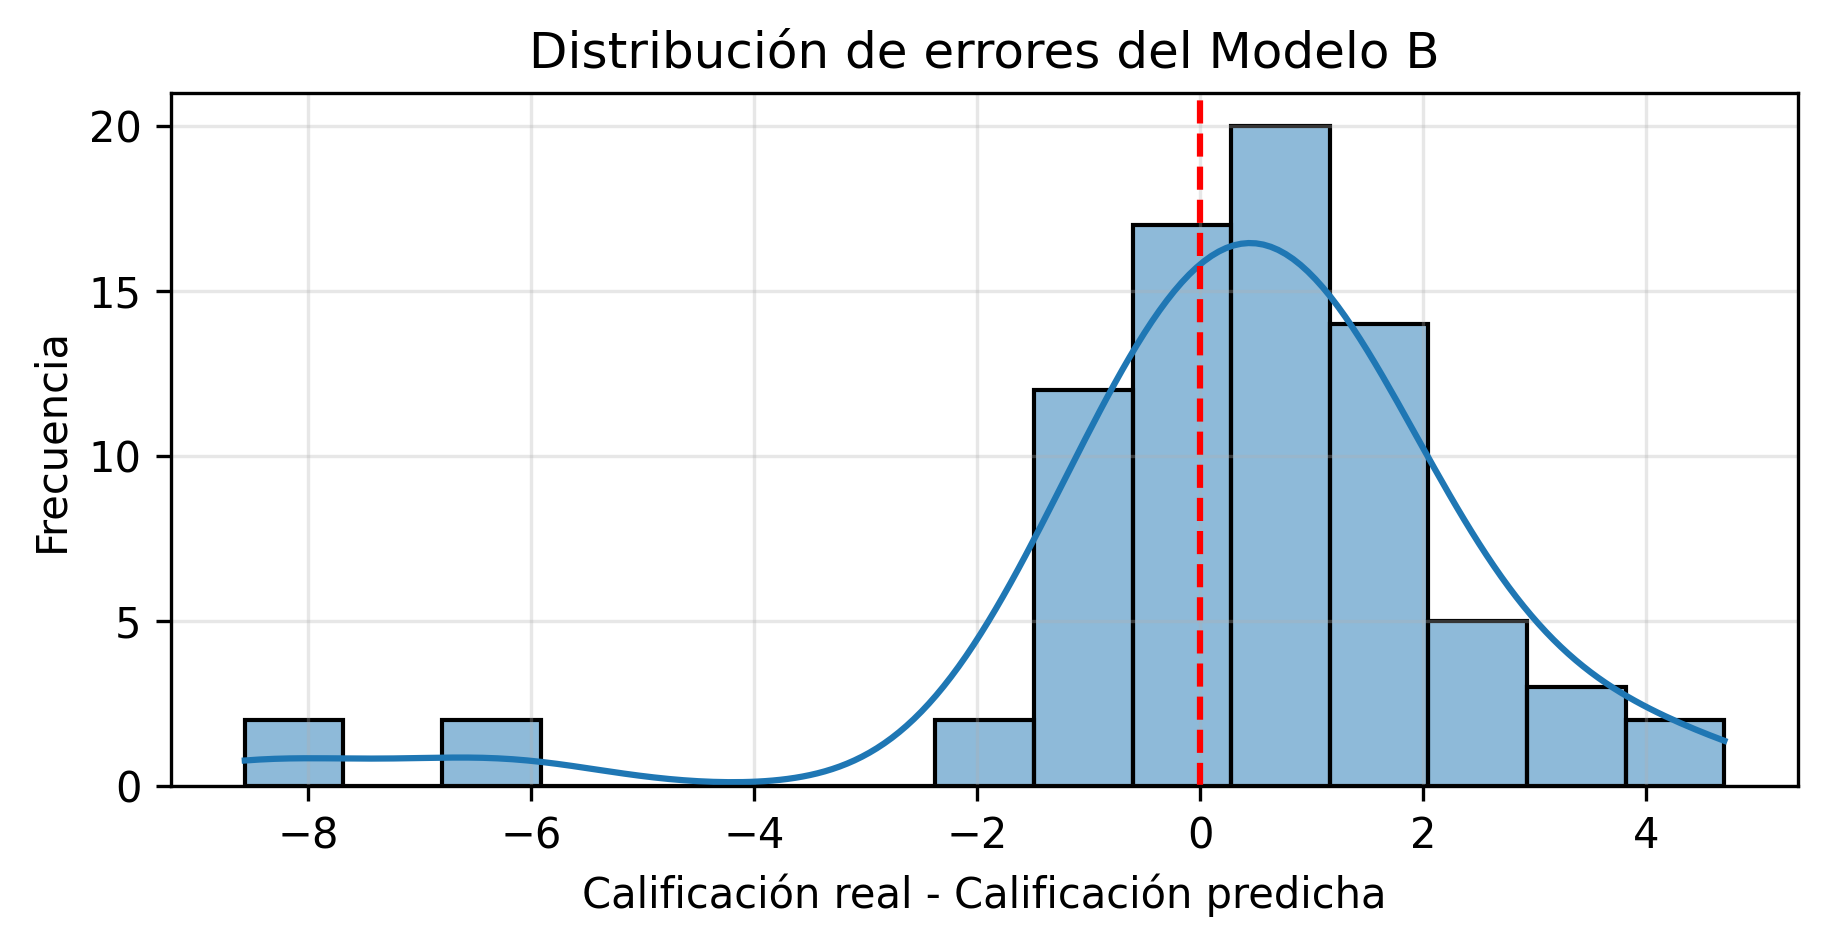 Distribución de errores del Modelo B
20
15
10
5
0
Frecuencia
−8 −6 −4 −2 0 2 4
Calificación real - Calificación predicha